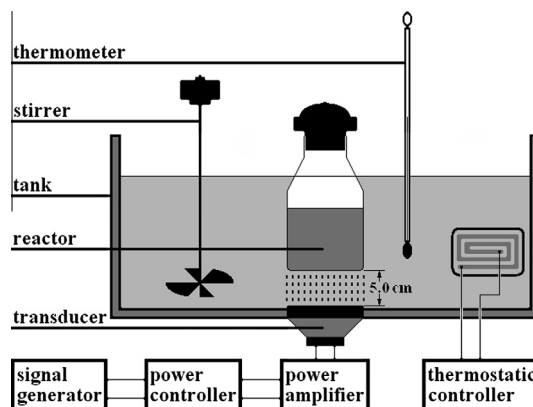 thermometer
stirrer
tank
reactor
5.0 cm
transducer
signal
generator
power
controller
power
amplifier
thermostatic
controller